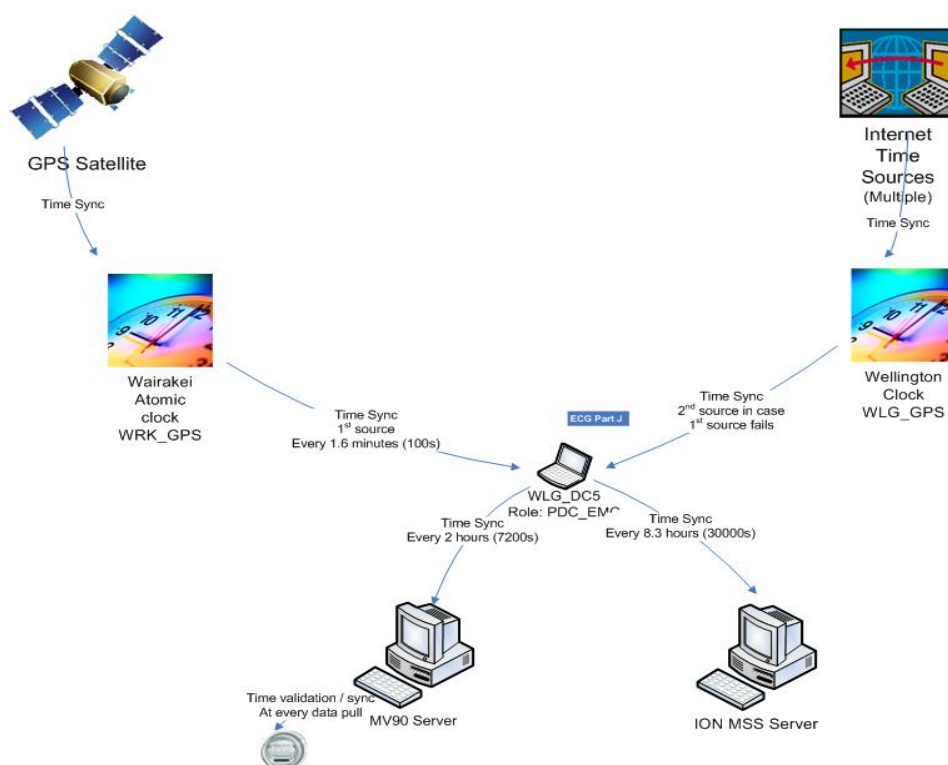 GPS Satellite
Time Sync
Internet
Time
Sources
(Multiple)
Time Sync
Wairakei
Atomic
clock
WRK_GPS
Wellington
Clock
WLG_GPS
Time Sync
1st source
Every 1.6 minutes (100s)
ECG Part J
Time Sync
2nd source in case
1st source fails
WLG_DC5
Role: PDC_EMC
Time Sync
Every 2 hours (7200s)
Time Sync
Every 8.3 hours (30000s)
Time validation / sync
At every data pull
MV90 Server
ION MSS Server